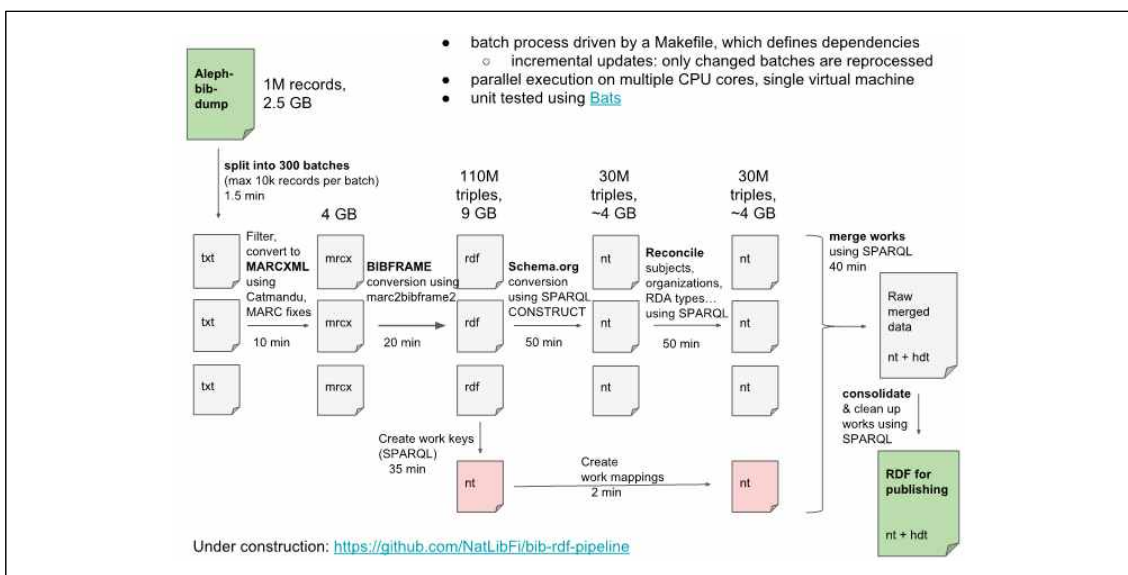 ● batch process driven by a Makefile, which defines dependencies
○ incremental updates: only changed batches are reprocessed
● parallel execution on multiple CPU cores, single virtual machine
● unit tested using Bats
Aleph-
bib-
dump
1M records,
2.5 GB
split into 300 batches
(max 10k records per batch)
1.5 min
4 GB
110M
triples,
9 GB
30M
triples,
~4 GB
30M
triples,
~4 GB
txt
txt
txt
Filter,
convert to
MARCXML
using
Catmandu,
MARC fixes
10 min
mrcx
mrcx
mrcx
BIBFRAME
conversion using
marc2bibframe2
20 min
rdf
rdf
rdf
Schema.org
conversion
using SPARQL
CONSTRUCT
50 min
nt
nt
nt
Reconcile
subjects,
organizations,
RDA types…
using SPARQL
50 min
nt
nt
nt
merge works
using SPARQL
40 min
Raw
merged
data
nt + hdt
Create work keys
(SPARQL)
35 min
nt
Create
work mappings
2 min
nt
consolidate
& clean up
works using
SPARQL
RDF for
publishing
nt + hdt
Under construction: https://github.com/NatLibFi/bib-rdf-pipeline